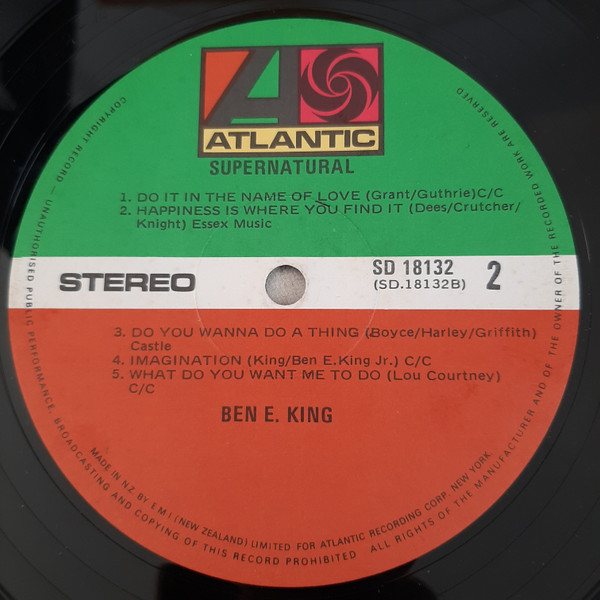 ATLANTIC
SUPERNATURAL
1. DO IT IN THE NAME OF LOVE (Grant/Guthrie)C/C
2. HAPPINESS IS WHERE YOU FIND IT (Dees/Crutcher/
Knight) Essex Music
STEREO
SD 18132
(SD.18132B)
2
3. DO YOU WANNA DO A THING (Boyce/Harley/Griffith)
Castle
4. IMAGINATION (King/Ben E.King Jr.) C/C
5. WHAT DO YOU WANT ME TO DO (Lou Courtney)
C/C
BEN E. KING
MADE IN N.Z. BY E M I (NEW ZEALAND) LIMITED FOR ATLANTIC RECORDING CORP. NEW YORK
COPYRIGHT RECORD — UNAUTHORISED PUBLIC PERFORMANCE, BROADCASTING AND COPYING OF THIS RECORD PROHIBITED ALL RIGHTS OF THE MANUFACTURER AND OF THE OWNER OF THE RECORDED WORK ARE RESERVED